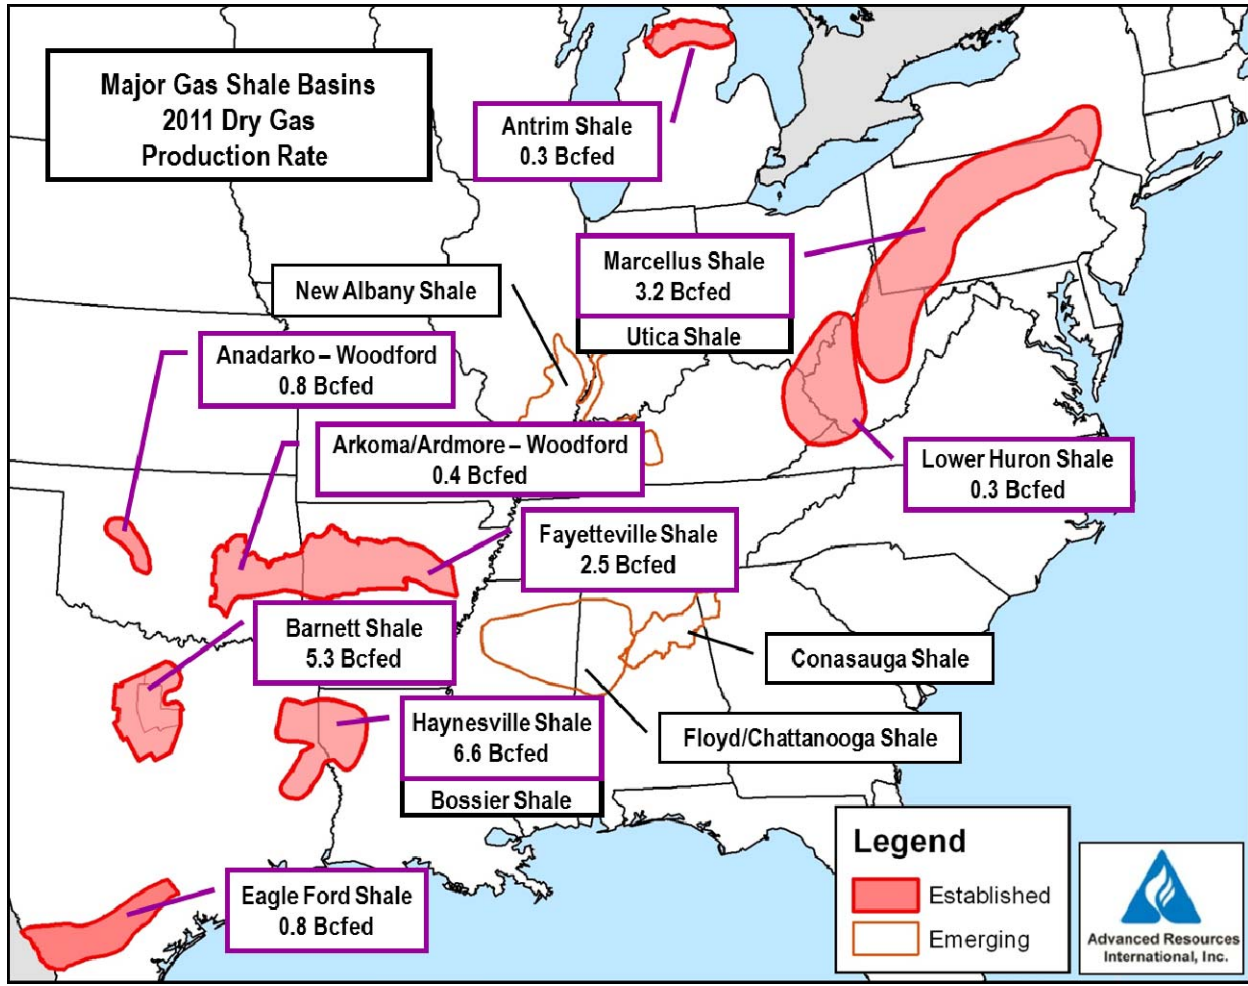 Major Gas Shale Basins
2011 Dry Gas
Production Rate
Antrim Shale
0.3 Bcfed
Marcellus Shale
3.2 Bcfed
Utica Shale
New Albany Shale
Anadarko – Woodford
0.8 Bcfed
Arkoma/Ardmore – Woodford
0.4 Bcfed
Lower Huron Shale
0.3 Bcfed
Fayetteville Shale
2.5 Bcfed
Barnett Shale
5.3 Bcfed
Conasauga Shale
Haynesville Shale
6.6 Bcfed
Bossier Shale
Floyd/Chattanooga Shale
Eagle Ford Shale
0.8 Bcfed
Legend
Established
Emerging
Advanced Resources
International, Inc.